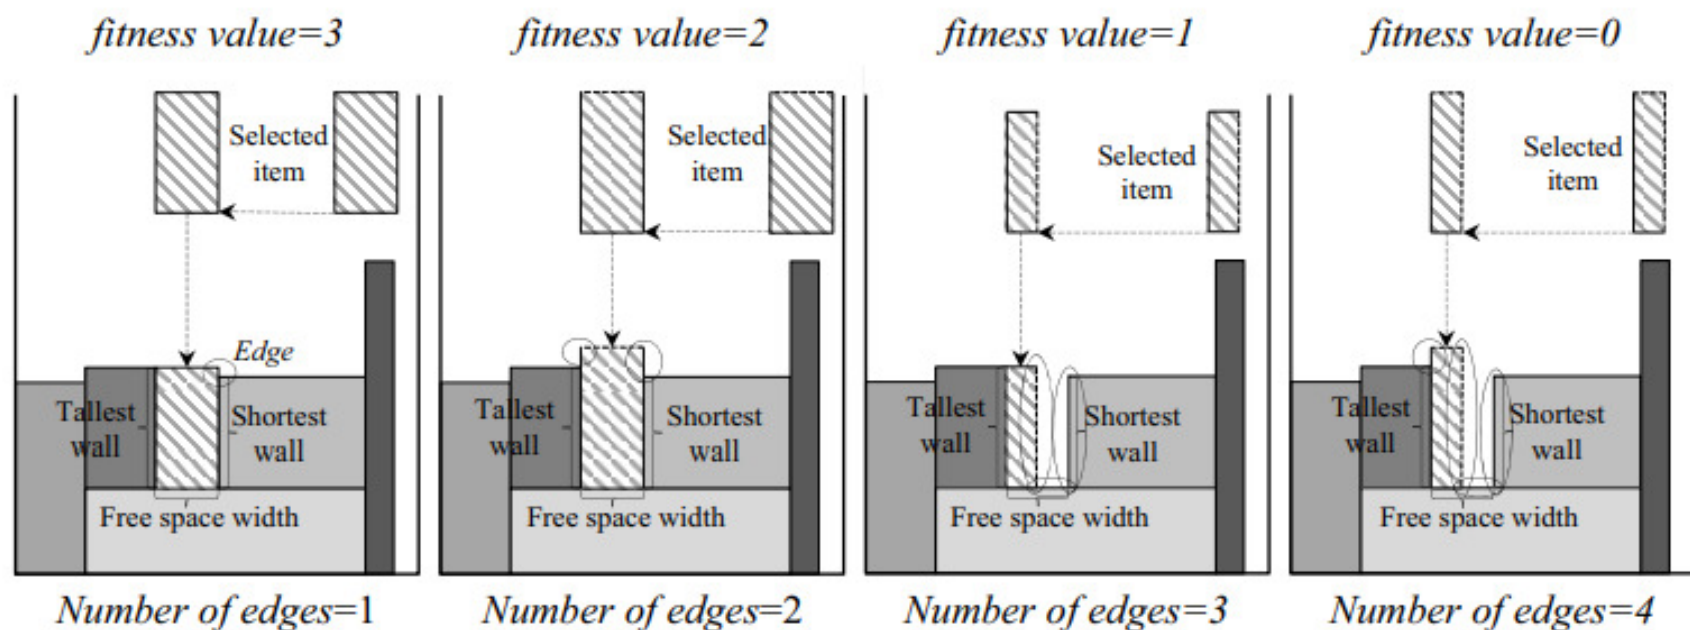 fitness value=3
Selected
item
Edge
Tallest
wall
Shortest
wall
Free space width
Number of edges=1
fitness value=2
Selected
item
Tallest
wall
Shortest
wall
Free space width
Number of edges=2
fitness value=1
Selected
item
Tallest
wall
Shortest
wall
Free space width
Number of edges=3
fitness value=0
Selected
item
Tallest
wall
Shortest
wall
Free space width
Number of edges=4